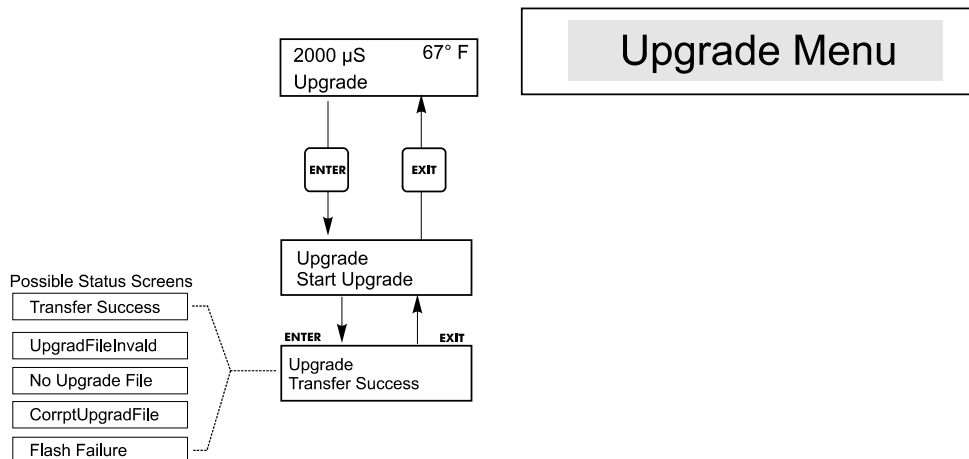 Upgrade Menu
2000 µS 67° F
Upgrade
ENTER EXIT
Upgrade
Start Upgrade
ENTER EXIT
Upgrade
Transfer Success
Possible Status Screens
Transfer Success
UpgradFileInvald
No Upgrade File
CorrptUpgradFile
Flash Failure